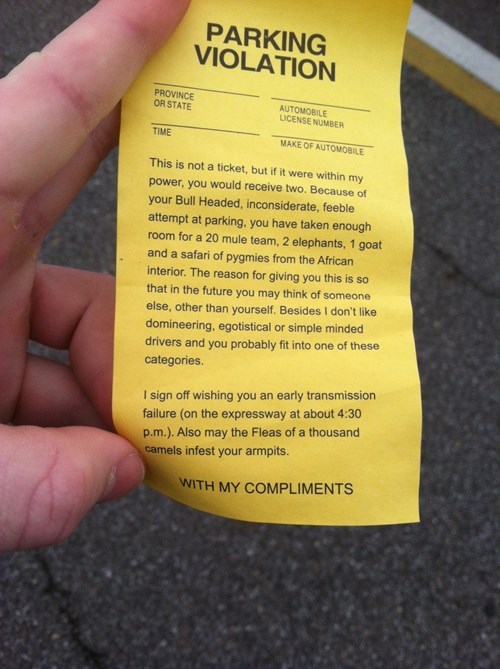 PARKING
VIOLATION
PROVINCE
OR STATE
AUTOMOBILE
LICENSE NUMBER
TIME
MAKE OF AUTOMOBILE
This is not a ticket, but if it were within my
power, you would receive two. Because of
your Bull Headed, inconsiderate, feeble
attempt at parking, you have taken enough
room for a 20 mule team, 2 elephants, 1 goat
and a safari of pygmies from the African
interior. The reason for giving you this is so
that in the future you may think of someone
else, other than yourself. Besides I don't like
domineering, egotistical or simple minded
drivers and you probably fit into one of these
categories.
I sign off wishing you an early transmission
failure (on the expressway at about 4:30
p.m.). Also may the Fleas of a thousand
camels infest your armpits.
WITH MY COMPLIMENTS